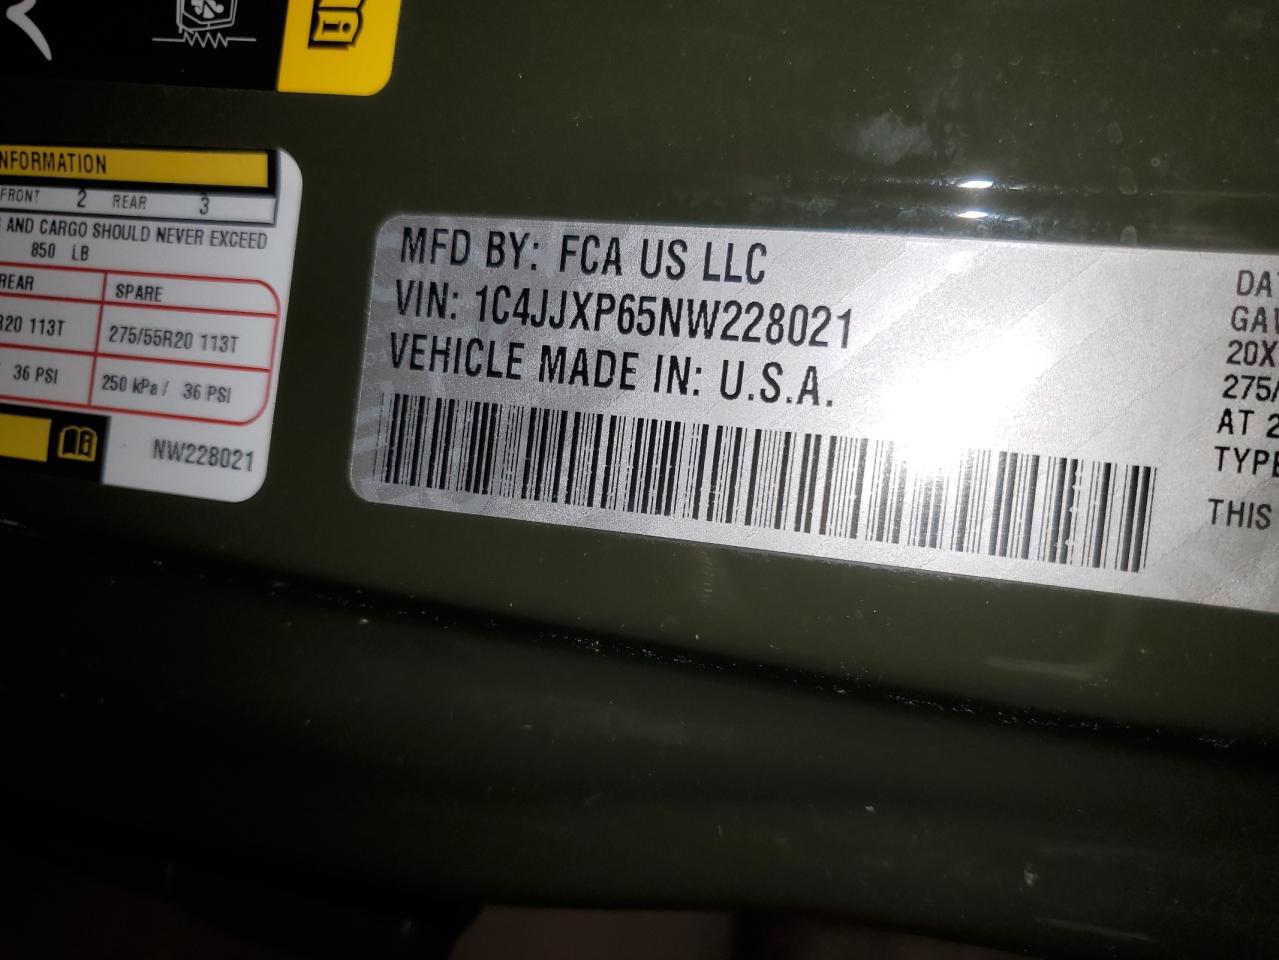 NFORMATION
FRONT 2 REAR 3
AND CARGO SHOULD NEVER EXCEED
850 LB
REAR SPARE
R20 113T 275/55R20 113T
36 PSI 250 kPa / 36 PSI
NW228021
MFD BY: FCA US LLC
VIN: 1C4JJXP65NW228021
VEHICLE MADE IN: U.S.A.
DA
GA
20X
275/
AT 2
TYPE
THIS